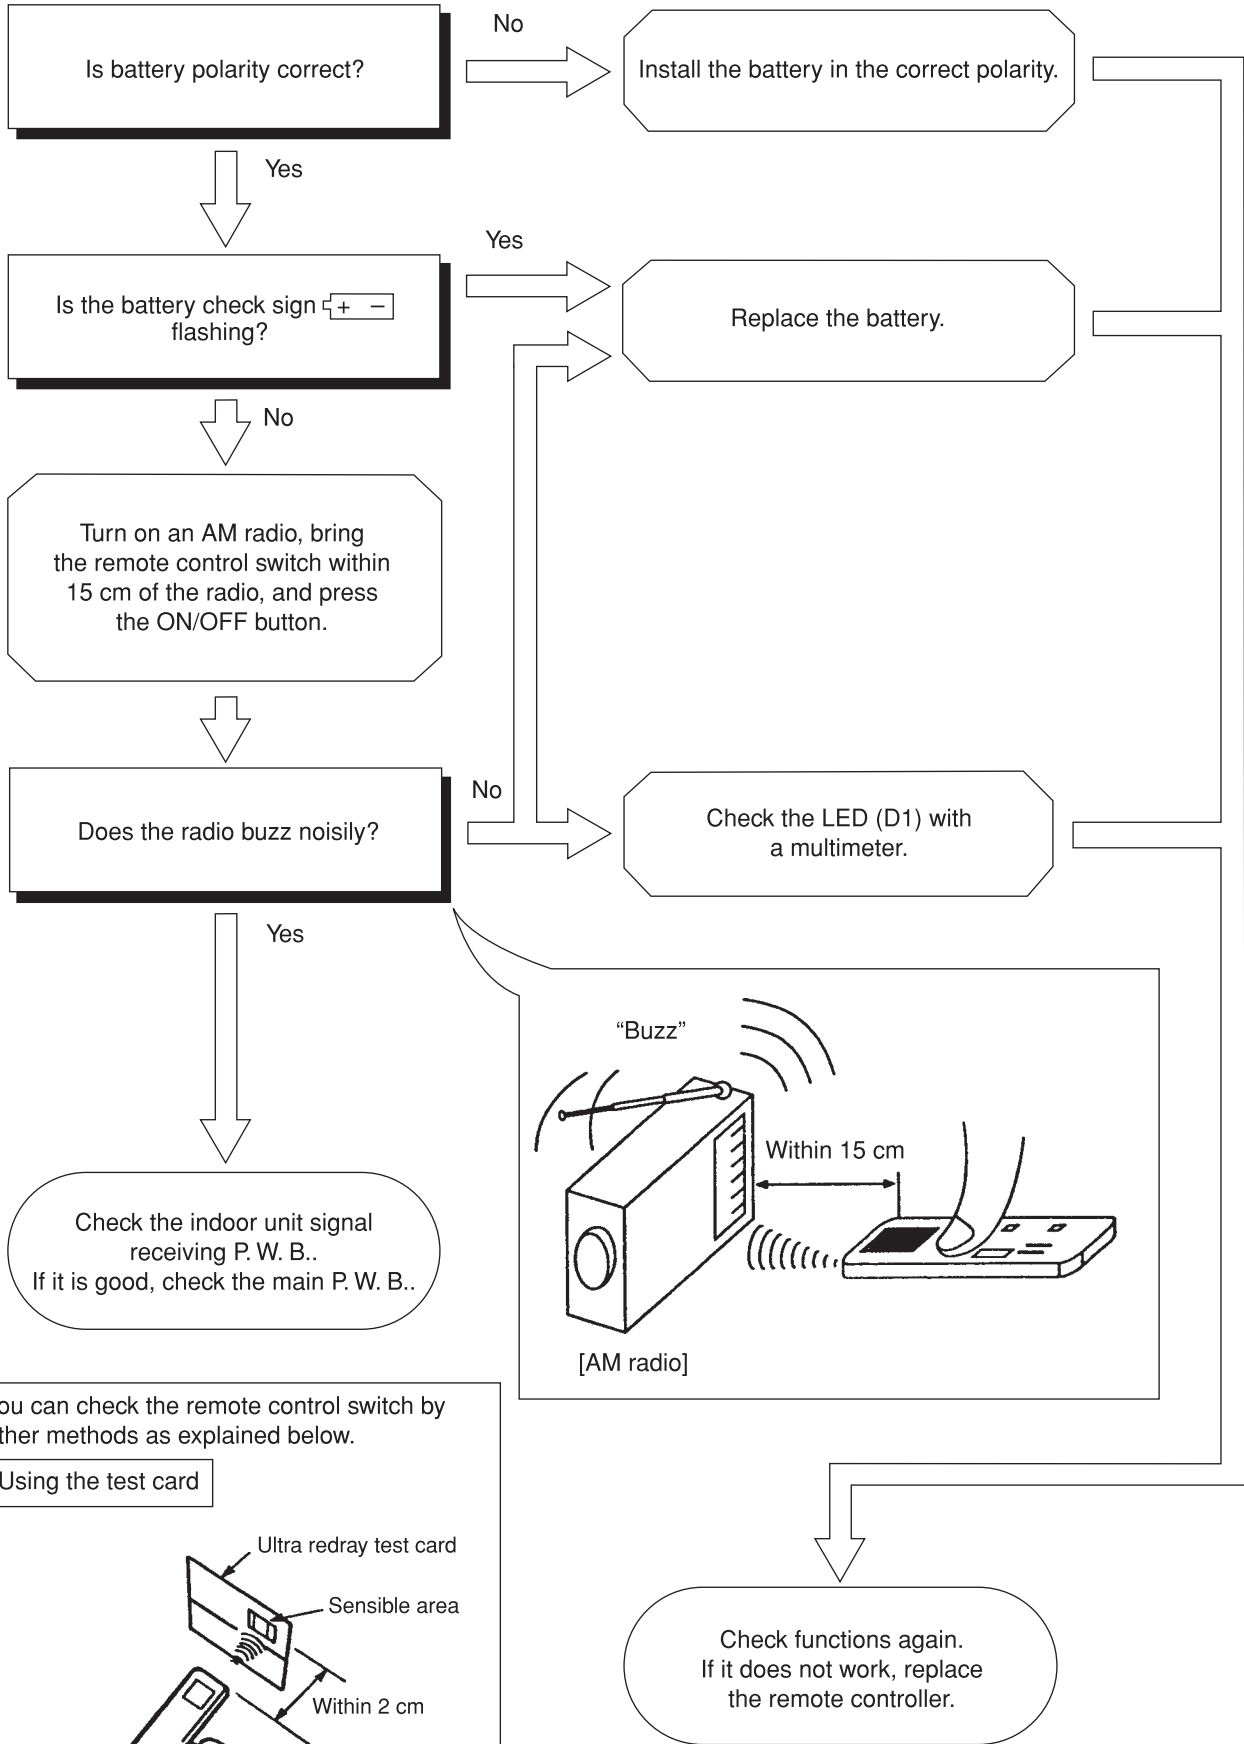 Is battery polarity correct?
No
Install the battery in the correct polarity.
Yes
Is the battery check sign + −
flashing?
Yes
Replace the battery.
No
Turn on an AM radio, bring
the remote control switch within
15 cm of the radio, and press
the ON/OFF button.
Does the radio buzz noisily?
No
Check the LED (D1) with
a multimeter.
Yes
“Buzz”
Within 15 cm
[AM radio]
Check the indoor unit signal
receiving P. W. B..
If it is good, check the main P. W. B..
ou can check the remote control switch by
ther methods as explained below.
Using the test card
Ultra redray test card
Sensible area
Within 2 cm
Check functions again.
If it does not work, replace
the remote controller.